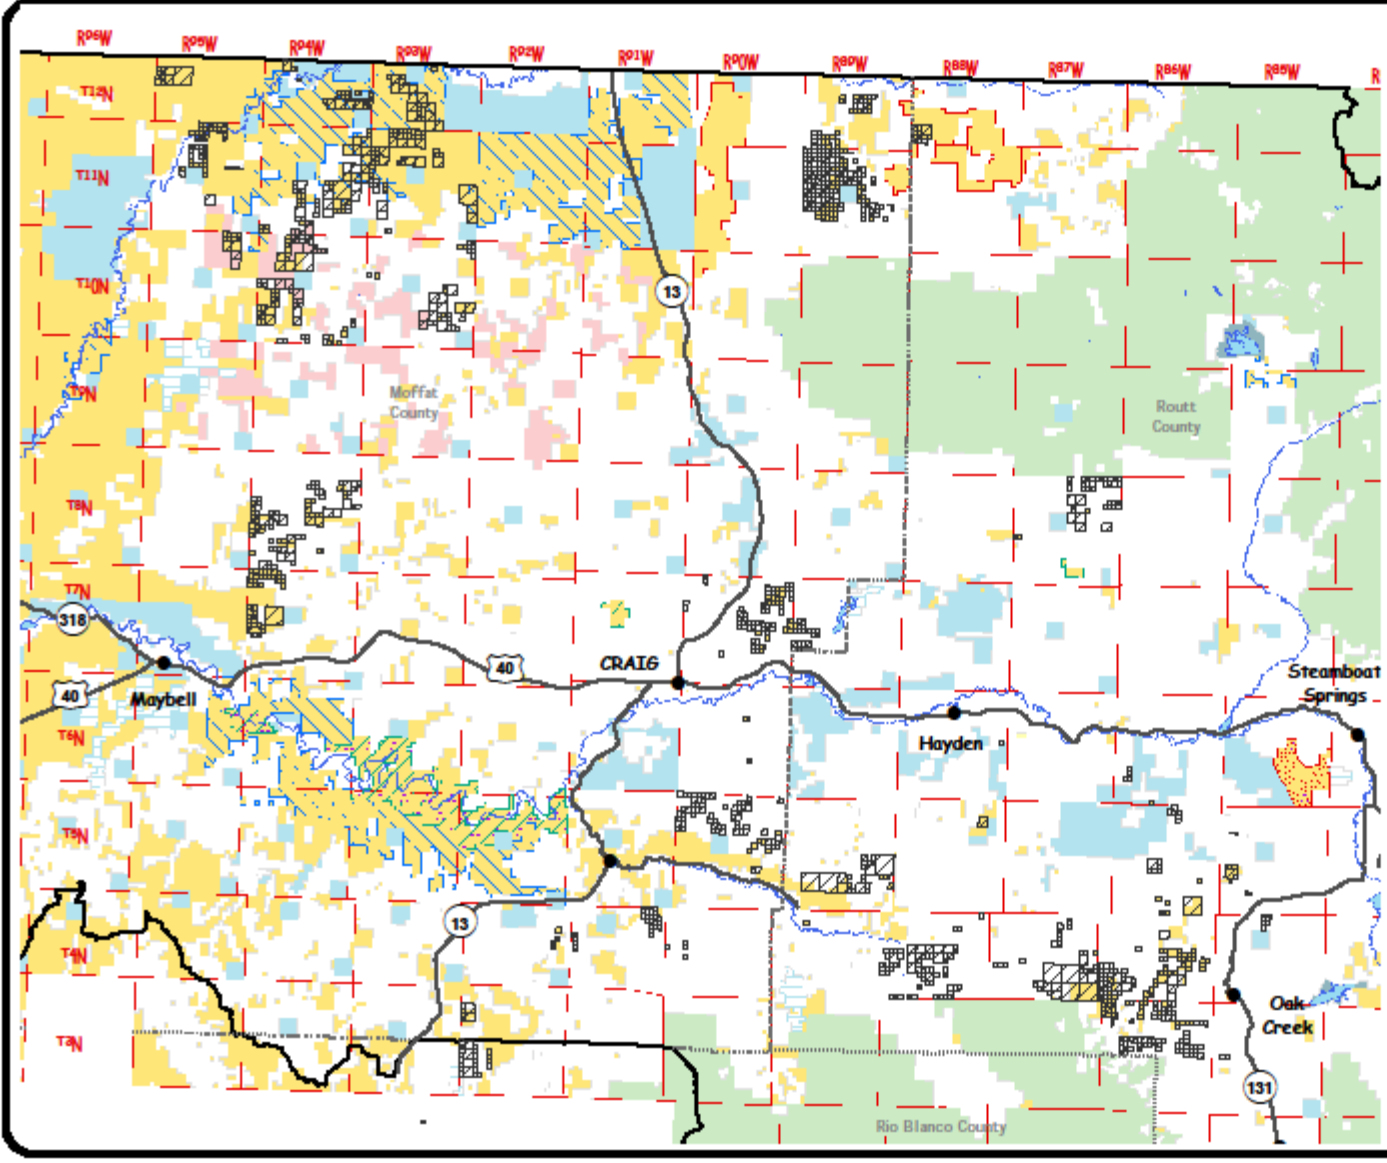 R96W R95W R94W R93W R92W R91W R90W R89W R88W R87W R86W R85W R
T12N
T11N
T10N
13
T9N
Moffat
County
Routt
County
T8N
T7N
318
40
CRAIG
40
Maybell
Steamboat
Springs
T6N
Hayden
T5N
13
T4N
Oak
Creek
T3N
131
Rio Blanco County